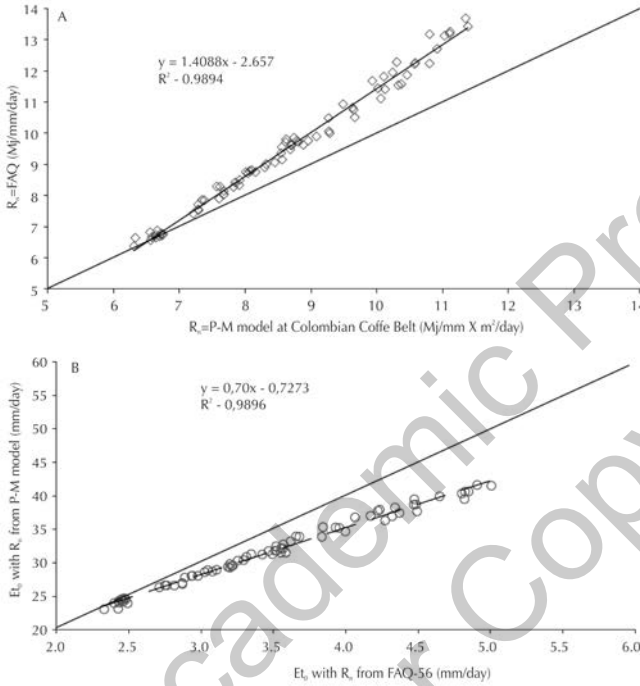 A
y = 1.4088x - 2.657
R² - 0.9894
14
13
12
11
10
9
8
7
6
5
Rₙ=FAQ (Mj/mm/day)
5 6 7 8 9 10 11 12 13 14
Rₙ=P-M model at Colombian Coffe Belt (Mj/mm X m²/day)
B
y = 0,70x - 0,7273
R² - 0,9896
60
55
50
45
40
35
30
25
20
Et₀ with Rₙ from P-M model (mm/day)
2.0 2.5 3.0 3.5 4.0 4.5 5.0 5.5 6.0
Et₀ with Rₙ from FAQ-56 (mm/day)